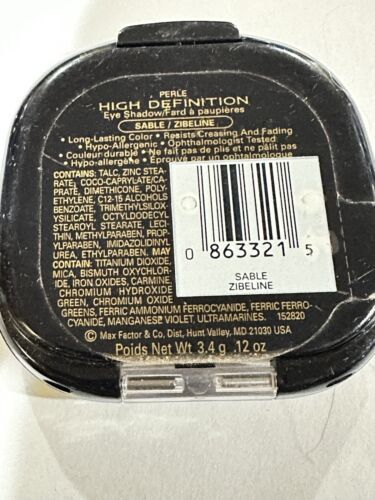 PERLE
HIGH DEFINITION
Eye Shadow/Fard à paupières
SABLE / ZIBELINE
• Long-Lasting Color • Resists Creasing And Fading
• Hypo-Allergenic • Ophthalmologist Tested
• Couleur durable • Ne fait pas de plis et ne pâlit pas
• Hypo-allergène • Éprouvé par un ophtalmologue
CONTAINS: TALC, ZINC STE-
ARATE, COCO-CAPRYLATE/CA-
PRATE, DIMETHICONE, POLY-
ETHYLENE, C12-15 ALCOHOLS
BENZOATE, TRIMETHYLSILOX-
YSILICATE, OCTYLDODECYL
STEAROYL STEARATE, LECI-
THIN, METHYLPARABEN, PRO-
PYLPARABEN, IMIDAZOLIDINYL
UREA, ETHYLPARABEN. MAY
CONTAIN: TITANIUM DIOXIDE,
MICA, BISMUTH OXYCHLOR-
IDE, IRON OXIDES, CARMINE,
CHROMIUM HYDROXIDE
GREEN, CHROMIUM OXIDE
GREENS, FERRIC AMMONIUM FERROCYANIDE, FERRIC FERRO-
CYANIDE, MANGANESE VIOLET, ULTRAMARINES. 152820
0 863321 5
SABLE
ZIBELINE
© Max Factor & Co, Dist, Hunt Valley, MD 21030 USA
Poids Net Wt. 3.4 g .12 oz